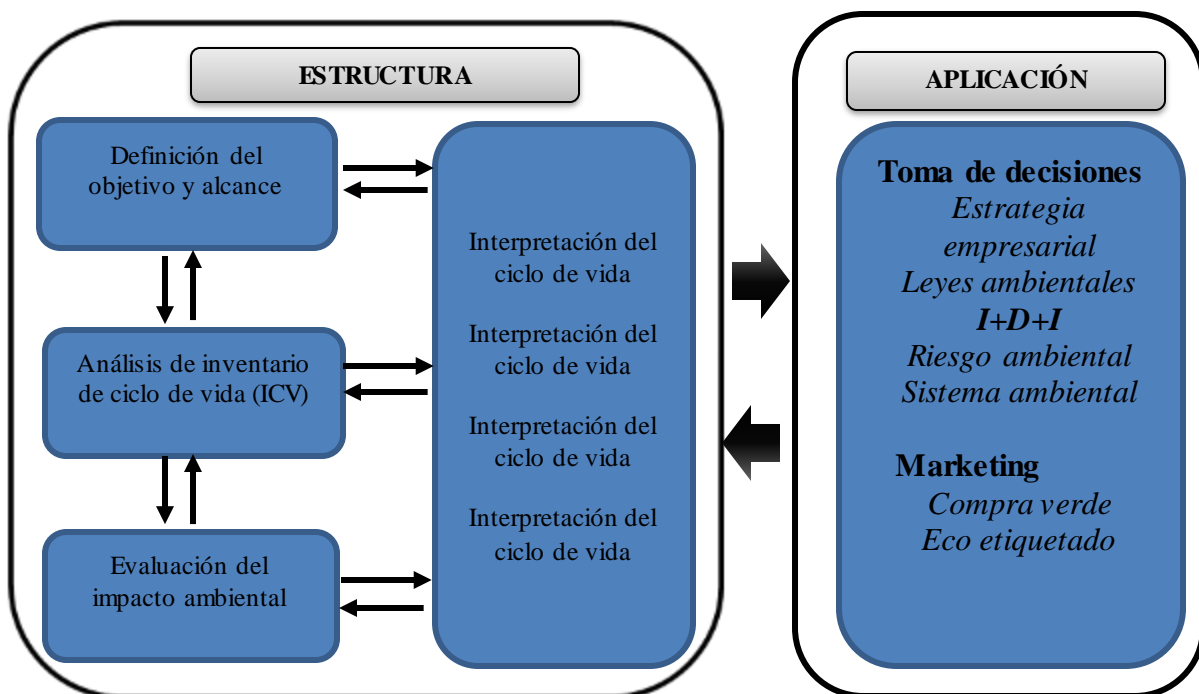 ESTRUCTURA
Definición del
objetivo y alcance
Análisis de inventario
de ciclo de vida (ICV)
Evaluación del
impacto ambiental
Interpretación del
ciclo de vida
Interpretación del
ciclo de vida
Interpretación del
ciclo de vida
Interpretación del
ciclo de vida
APLICACIÓN
Toma de decisiones
Estrategia
empresarial
Leyes ambientales
I+D+I
Riesgo ambiental
Sistema ambiental
Marketing
Compra verde
Eco etiquetado